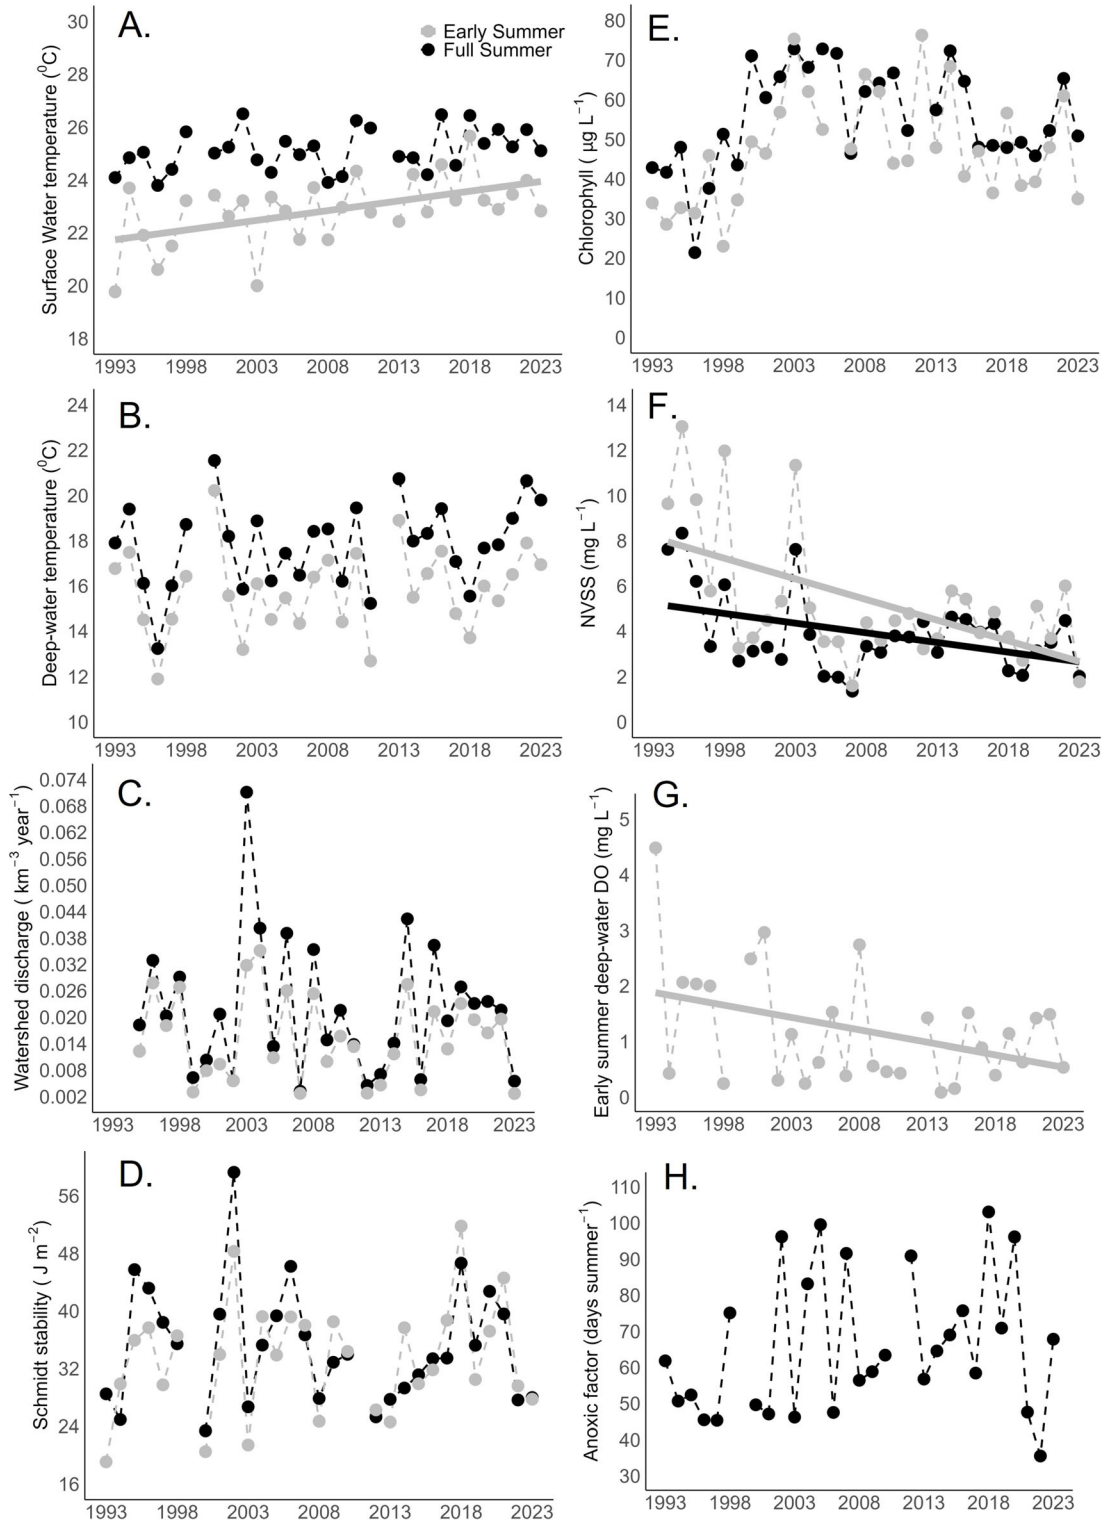 A.
Early Summer
Full Summer
Surface Water temperature (⁰C)
30
28
26
24
22
20
18
1993 1998 2003 2008 2013 2018 2023
E.
Chlorophyll ( µg L⁻¹)
80
70
60
50
40
30
20
10
0
1993 1998 2003 2008 2013 2018 2023
B.
Deep-water temperature (⁰C)
24
22
20
18
16
14
12
10
1993 1998 2003 2008 2013 2018 2023
F.
NVSS (mg L⁻¹)
14
12
10
8
6
4
2
0
1993 1998 2003 2008 2013 2018 2023
C.
Watershed discharge ( km⁻³ year⁻¹)
0.074
0.068
0.062
0.056
0.050
0.044
0.038
0.032
0.026
0.020
0.014
0.008
0.002
1993 1998 2003 2008 2013 2018 2023
G.
Early summer deep-water DO (mg L⁻¹)
5
4
3
2
1
0
1993 1998 2003 2008 2013 2018 2023
D.
Schmidt stability ( J m⁻²)
56
48
40
32
24
16
1993 1998 2003 2008 2013 2018 2023
H.
Anoxic factor (days summer⁻¹)
110
100
90
80
70
60
50
40
30
1993 1998 2003 2008 2013 2018 2023